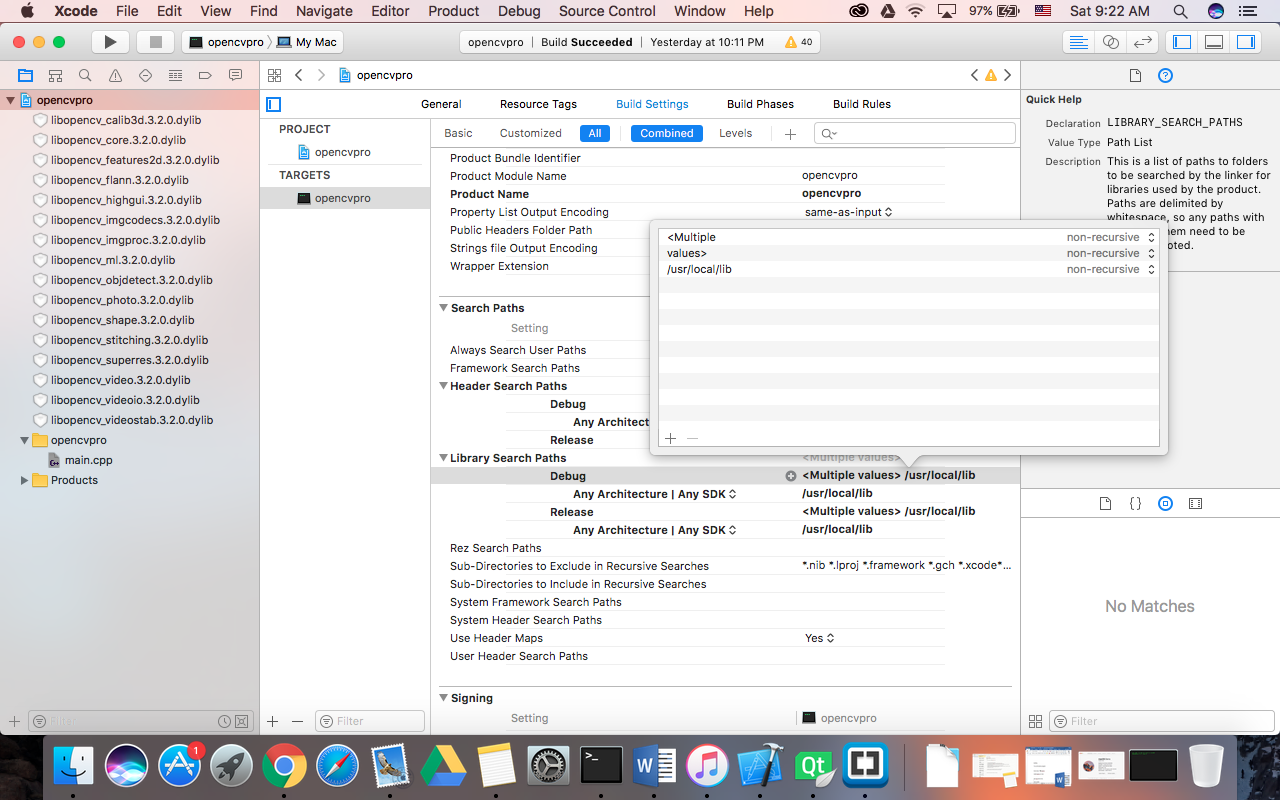 Xcode File Edit View Find Navigate Editor Product Debug Source Control Window Help 97% Sat 9:22 AM
opencvpro My Mac opencvpro | Build Succeeded | Yesterday at 10:11 PM 40
opencvpro
libopencv_calib3d.3.2.0.dylib
libopencv_core.3.2.0.dylib
libopencv_features2d.3.2.0.dylib
libopencv_flann.3.2.0.dylib
libopencv_highgui.3.2.0.dylib
libopencv_imgcodecs.3.2.0.dylib
libopencv_imgproc.3.2.0.dylib
libopencv_ml.3.2.0.dylib
libopencv_objdetect.3.2.0.dylib
libopencv_photo.3.2.0.dylib
libopencv_shape.3.2.0.dylib
libopencv_stitching.3.2.0.dylib
libopencv_superres.3.2.0.dylib
libopencv_video.3.2.0.dylib
libopencv_videoio.3.2.0.dylib
libopencv_videostab.3.2.0.dylib
opencvpro
main.cpp
Products
Filter
opencvpro
General Resource Tags Build Settings Build Phases Build Rules
PROJECT
opencvpro
TARGETS
opencvpro
Filter
Basic Customized All Combined Levels
Product Bundle Identifier
Product Module Name opencvpro
Product Name opencvpro
Property List Output Encoding same-as-input
Public Headers Folder Path
Strings file Output Encoding
Wrapper Extension
Search Paths
Setting
Always Search User Paths
Framework Search Paths
Header Search Paths
Debug
Any Architect
Release
Library Search Paths <Multiple values>
Debug <Multiple values> /usr/local/lib
Any Architecture | Any SDK /usr/local/lib
Release <Multiple values> /usr/local/lib
Any Architecture | Any SDK /usr/local/lib
Rez Search Paths
Sub-Directories to Exclude in Recursive Searches *.nib *.lproj *.framework *.gch *.xcode*...
Sub-Directories to Include in Recursive Searches
System Framework Search Paths
System Header Search Paths
Use Header Maps Yes
User Header Search Paths
Signing
Setting opencvpro
<Multiple non-recursive
values> non-recursive
/usr/local/lib non-recursive
Quick Help
Declaration LIBRARY_SEARCH_PATHS
Value Type Path List
Description This is a list of paths to folders
to be searched by the linker for
libraries used by the product.
Paths are delimited by
whitespace, so any paths with
em need to be
oted.
No Matches
Filter
1
W
Qt